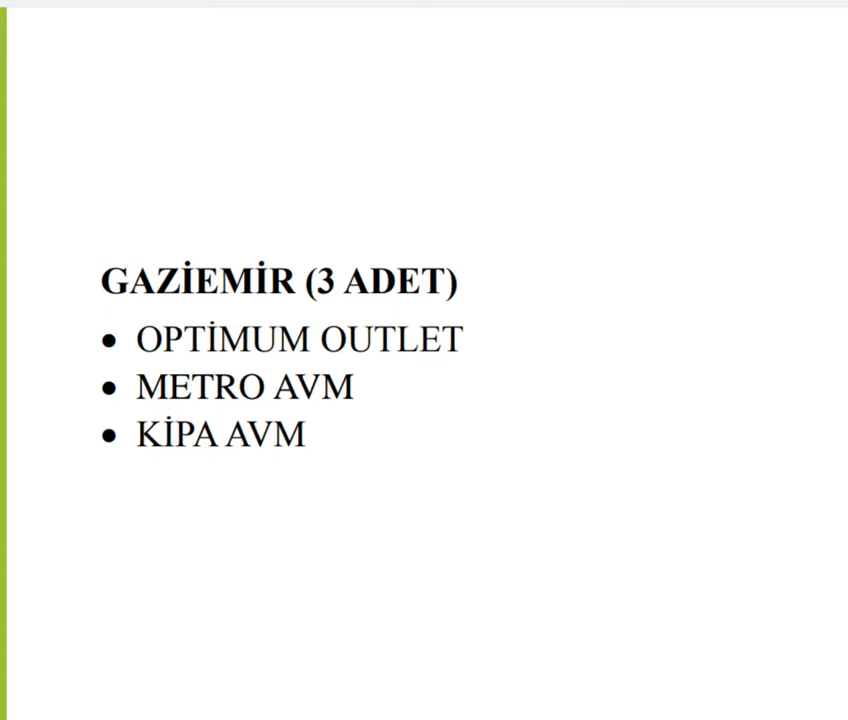 GAZİEMİR (3 ADET)
• OPTİMUM OUTLET
• METRO AVM
• KİPA AVM